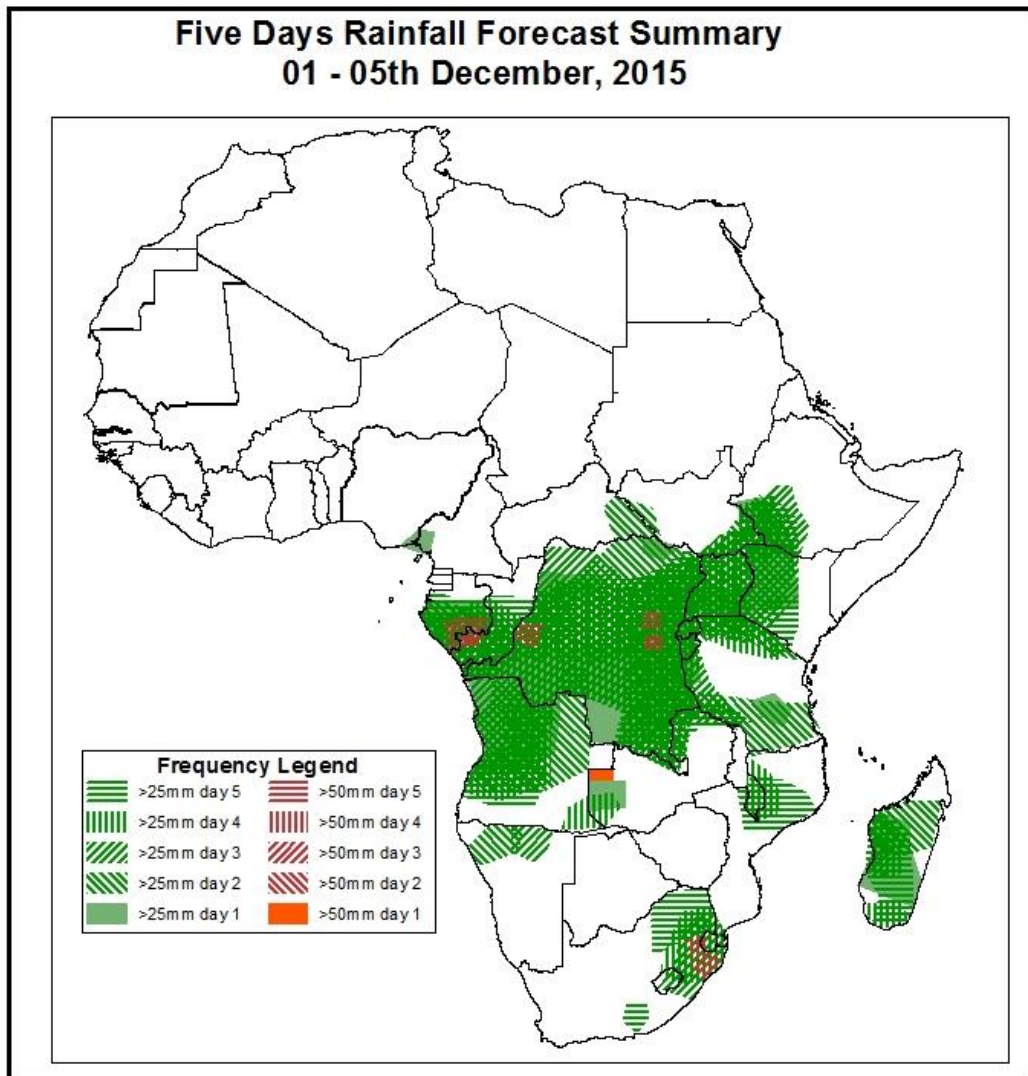 Five Days Rainfall Forecast Summary
01 - 05th December, 2015
Frequency Legend
>25mm day 5 >50mm day 5
>25mm day 4 >50mm day 4
>25mm day 3 >50mm day 3
>25mm day 2 >50mm day 2
>25mm day 1 >50mm day 1